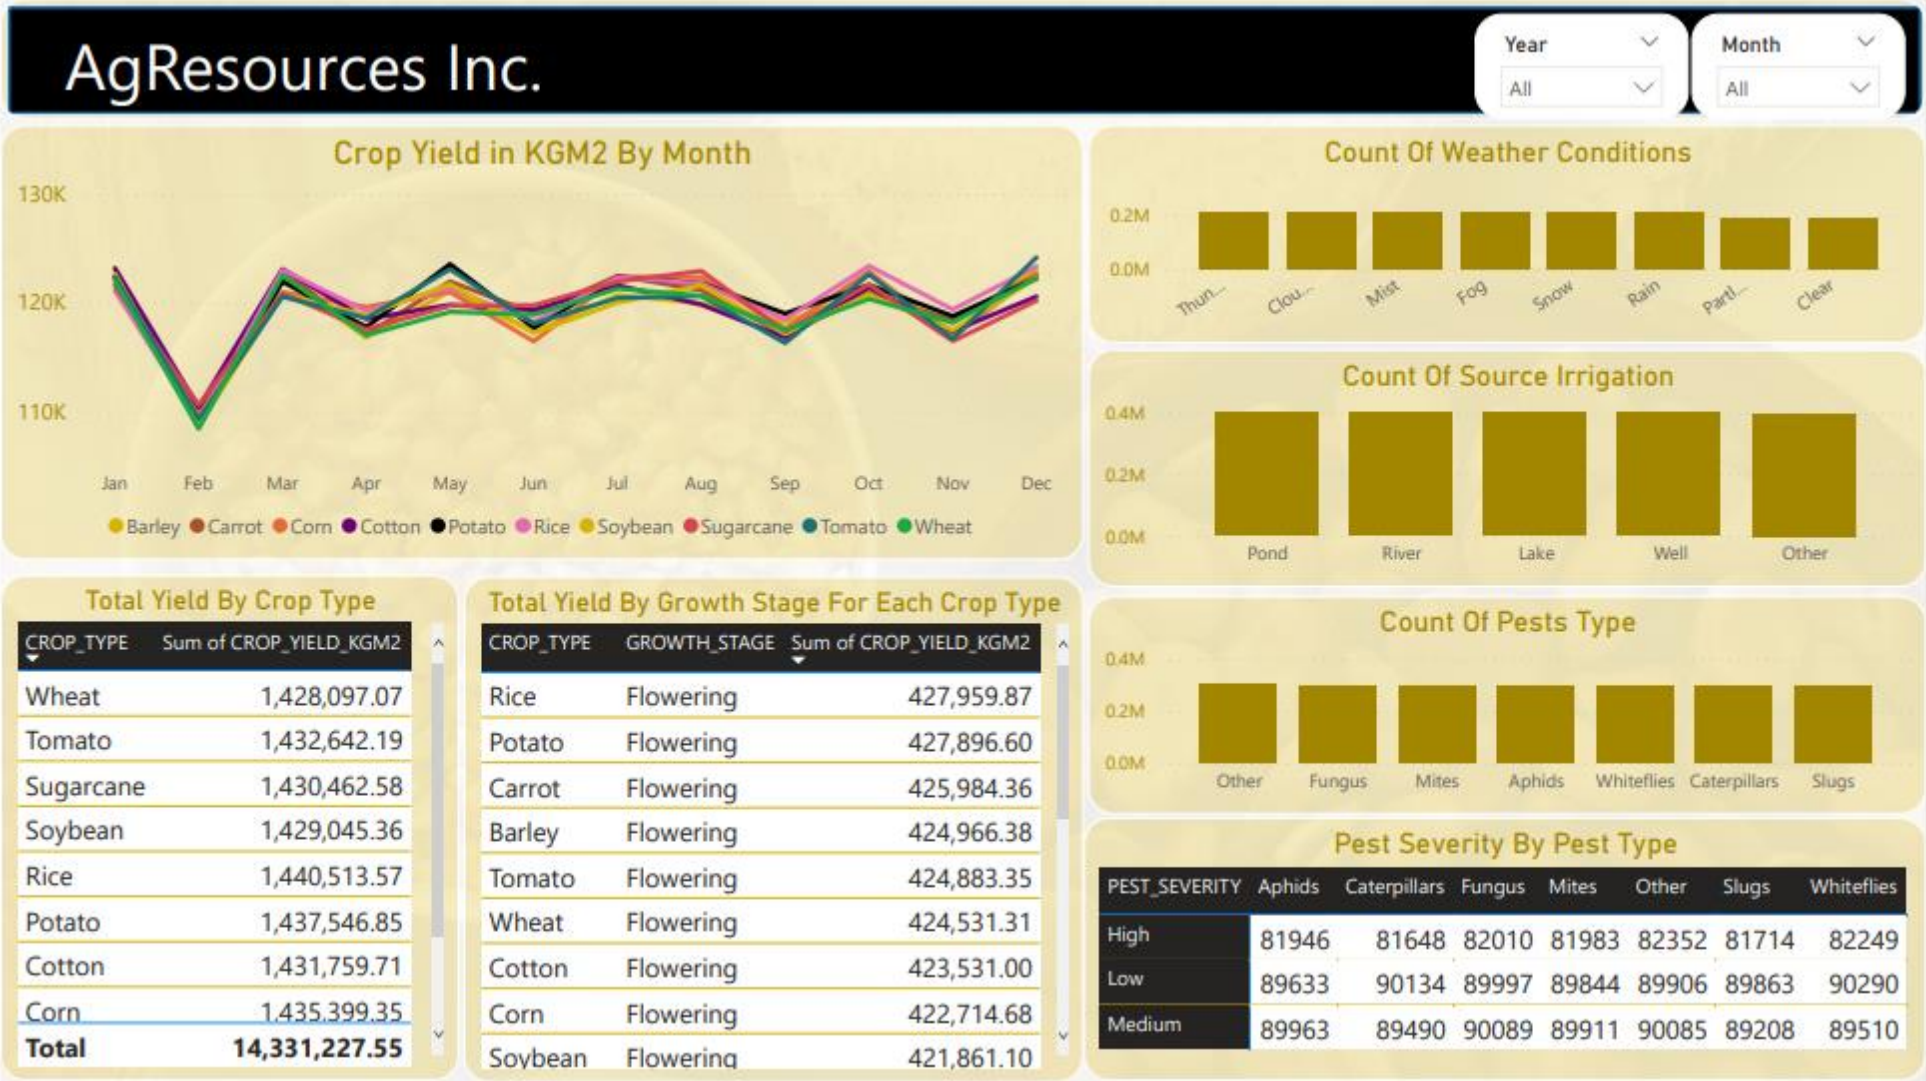 AgResources Inc.
Year
All
Month
All
Crop Yield in KGM2 By Month
130K
120K
110K
Jan Feb Mar Apr May Jun Jul Aug Sep Oct Nov Dec
Barley Carrot Corn Cotton Potato Rice Soybean Sugarcane Tomato Wheat
Count Of Weather Conditions
0.2M
0.0M
Thun... Clou... Mist Fog Snow Rain Partl... Clear
Count Of Source Irrigation
0.4M
0.2M
0.0M
Pond River Lake Well Other
Total Yield By Crop Type
CROP_TYPE Sum of CROP_YIELD_KGM2
Wheat 1,428,097.07
Tomato 1,432,642.19
Sugarcane 1,430,462.58
Soybean 1,429,045.36
Rice 1,440,513.57
Potato 1,437,546.85
Cotton 1,431,759.71
Corn 1,435,399.35
Total 14,331,227.55
Total Yield By Growth Stage For Each Crop Type
CROP_TYPE GROWTH_STAGE Sum of CROP_YIELD_KGM2
Rice Flowering 427,959.87
Potato Flowering 427,896.60
Carrot Flowering 425,984.36
Barley Flowering 424,966.38
Tomato Flowering 424,883.35
Wheat Flowering 424,531.31
Cotton Flowering 423,531.00
Corn Flowering 422,714.68
Soybean Flowering 421,861.10
Count Of Pests Type
0.4M
0.2M
0.0M
Other Fungus Mites Aphids Whiteflies Caterpillars Slugs
Pest Severity By Pest Type
PEST_SEVERITY Aphids Caterpillars Fungus Mites Other Slugs Whiteflies
High 81946 81648 82010 81983 82352 81714 82249
Low 89633 90134 89997 89844 89906 89863 90290
Medium 89963 89490 90089 89911 90085 89208 89510